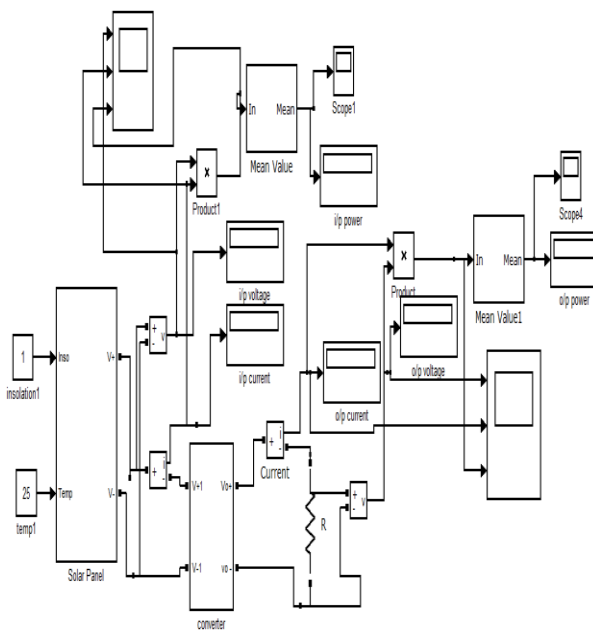 In
Mean
Mean Value
Scope1
×
Product1
i/p power
Scope4
×
Product
In
Mean
Mean Value1
o/p power
i/p voltage
i/p current
o/p voltage
o/p current
1
insolation1
Inso
V+
+
-
v
25
temp1
Temp
V-
Solar Panel
+
-
i
V+1
Vo+
V-1
vo -
converter
+
-
i
Current
R
+
-
v